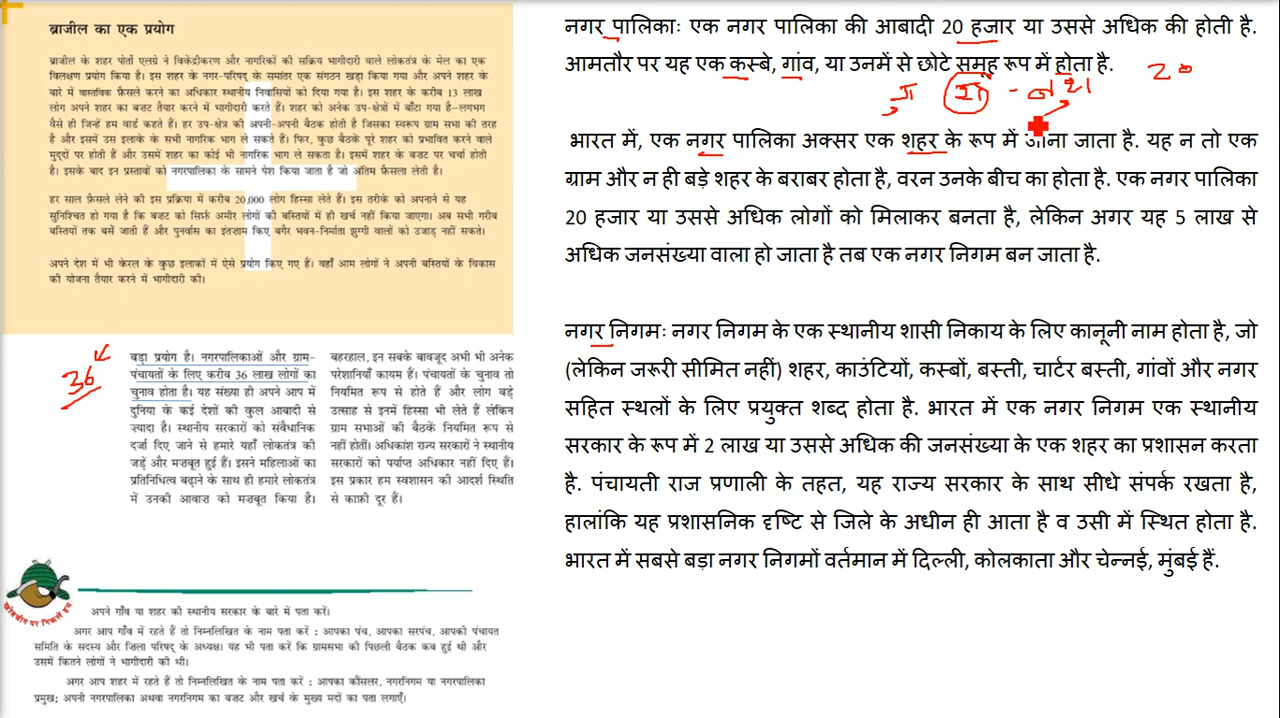 ब्राजील का एक प्रयोग
ब्राजील के शहर पोर्तो एलग्रे ने विकेंद्रीकरण और नागरिकों की सक्रिय भागीदारी वाले लोकतंत्र के मेल का एक
विलक्षण प्रयोग किया है। इस शहर के नगर-परिषद् के समांतर एक संगठन खड़ा किया गया और अपने शहर के
बारे में वास्तविक फ़ैसले करने का अधिकार स्थानीय निवासियों को दिया गया है। इस शहर के करीब 13 लाख
लोग अपने शहर का बजट तैयार करने में भागीदारी करते हैं। शहर को अनेक उप-क्षेत्रों में बाँटा गया है–लगभग
वैसे ही जिन्हें हम वार्ड कहते हैं। हर उप-क्षेत्र की अपनी-अपनी बैठक होती है जिसका स्वरूप ग्राम सभा की तरह
है और इसमें उस इलाके के सभी नागरिक भाग ले सकते हैं। फिर, कुछ बैठकें पूरे शहर को प्रभावित करने वाले
मुद्दों पर होती हैं और उसमें शहर का कोई भी नागरिक भाग ले सकता है। इसमें शहर के बजट पर चर्चा होती
है। इसके बाद इन प्रस्तावों को नगरपालिका के सामने पेश किया जाता है जो अंतिम फ़ैसला लेती है।
हर साल फ़ैसले लेने की इस प्रक्रिया में करीब 20,000 लोग हिस्सा लेते हैं। इस तरीके को अपनाने से यह
सुनिश्चित हो गया है कि बजट को सिर्फ़ अमीर लोगों की बस्तियों में ही खर्च नहीं किया जाएगा। अब सभी गरीब
बस्तियों तक बसें जाती हैं और पुनर्वास का इंतजाम किए बगैर भवन-निर्माता झुग्गी वालों को उजाड़ नहीं सकते।
अपने देश में भी केरल के कुछ इलाकों में ऐसे प्रयोग किए गए हैं। वहाँ आम लोगों ने अपनी बस्तियों के विकास
की योजना तैयार करने में भागीदारी की।
36
बड़ा प्रयोग है। नगरपालिकाओं और ग्राम-
पंचायतों के लिए करीब 36 लाख लोगों का
चुनाव होता है। यह संख्या ही अपने आप में
दुनिया के कई देशों की कुल आबादी से
ज्यादा है। स्थानीय सरकारों को संवैधानिक
दर्जा दिए जाने से हमारे यहाँ लोकतंत्र की
जड़ें और मज़बूत हुई हैं। इसने महिलाओं का
प्रतिनिधित्व बढ़ाने के साथ ही हमारे लोकतंत्र
में उनकी आवाज़ को मज़बूत किया है।
बहरहाल, इन सबके बावजूद अभी भी अनेक
परेशानियाँ कायम हैं। पंचायतों के चुनाव तो
नियमित रूप से होते हैं और लोग बड़े
उत्साह से इनमें हिस्सा भी लेते हैं लेकिन
ग्राम सभाओं की बैठकें नियमित रूप से
नहीं होतीं। अधिकांश राज्य सरकारों ने स्थानीय
सरकारों को पर्याप्त अधिकार नहीं दिए हैं।
इस प्रकार हम स्वशासन की आदर्श स्थिति
से काफ़ी दूर हैं।
खोजबीन पर निकलें हम
अपने गाँव या शहर की स्थानीय सरकार के बारे में पता करें।
अगर आप गाँव में रहते हैं तो निम्नलिखित के नाम पता करें : आपका पंच, आपका सरपंच, आपकी पंचायत
समिति के सदस्य और जिला परिषद् के अध्यक्ष। यह भी पता करें कि ग्रामसभा की पिछली बैठक कब हुई थी और
उसमें कितने लोगों ने भागीदारी की थी।
अगर आप शहर में रहते हैं तो निम्नलिखित के नाम पता करें : आपका कौंसलर, नगरनिगम या नगरपालिका
प्रमुख; अपनी नगरपालिका अथवा नगरनिगम का बजट और खर्च के मुख्य मदों का पता लगाएँ।
नगर पालिकाः एक नगर पालिका की आबादी 20 हजार या उससे अधिक की होती है.
आमतौर पर यह एक कस्बे, गांव, या उनमें से छोटे समूह रूप में होता है.
20
भारत में, एक नगर पालिका अक्सर एक शहर के रूप में जाना जाता है. यह न तो एक
ग्राम और न ही बड़े शहर के बराबर होता है, वरन उनके बीच का होता है. एक नगर पालिका
20 हजार या उससे अधिक लोगों को मिलाकर बनता है, लेकिन अगर यह 5 लाख से
अधिक जनसंख्या वाला हो जाता है तब एक नगर निगम बन जाता है.
नगर निगमः नगर निगम के एक स्थानीय शासी निकाय के लिए कानूनी नाम होता है, जो
(लेकिन जरूरी सीमित नहीं) शहर, काउंटियों, कस्बों, बस्ती, चार्टर बस्ती, गांवों और नगर
सहित स्थलों के लिए प्रयुक्त शब्द होता है. भारत में एक नगर निगम एक स्थानीय
सरकार के रूप में 2 लाख या उससे अधिक की जनसंख्या के एक शहर का प्रशासन करता
है. पंचायती राज प्रणाली के तहत, यह राज्य सरकार के साथ सीधे संपर्क रखता है,
हालांकि यह प्रशासनिक दृष्टि से जिले के अधीन ही आता है व उसी में स्थित होता है.
भारत में सबसे बड़ा नगर निगमों वर्तमान में दिल्ली, कोलकाता और चेन्नई, मुंबई हैं.